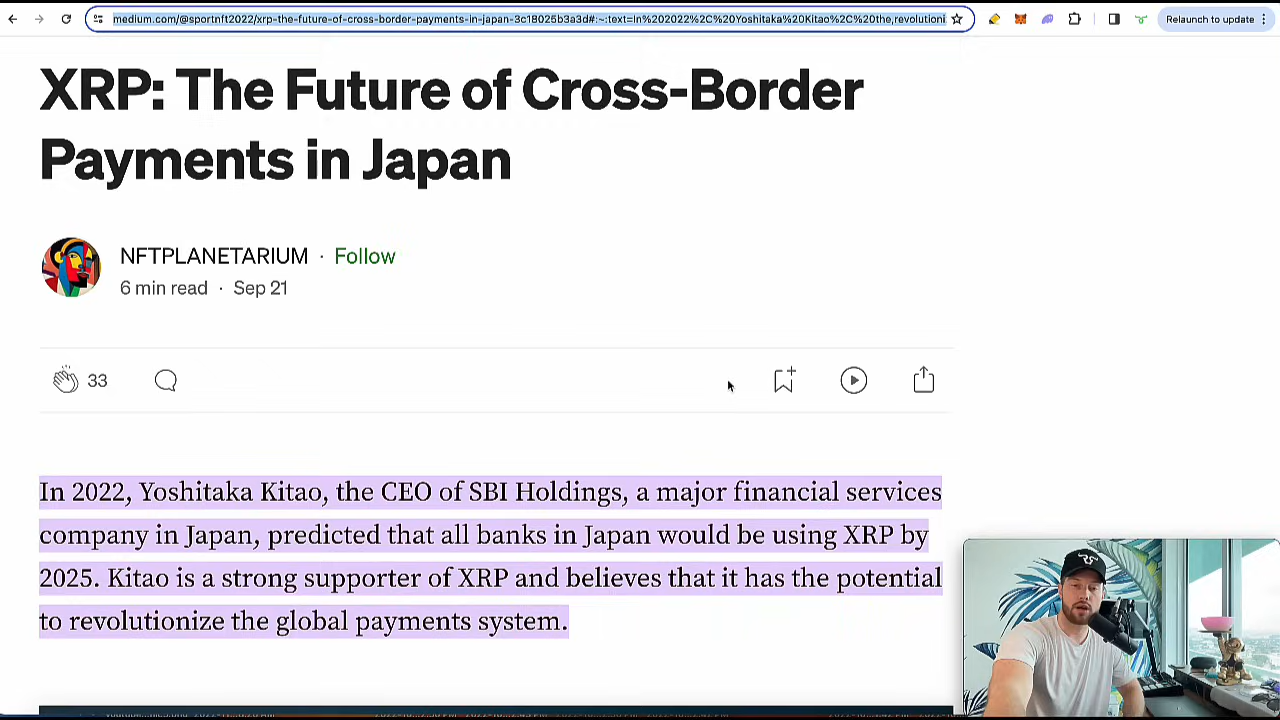 medium.com/@sportnft2022/xrp-the-future-of-cross-border-payments-in-japan-3c18025b3a3d#:~:text=In%202022%2C%20Yoshitaka%20Kitao%2C%20the,revolutioni
Relaunch to update
XRP: The Future of Cross-Border
Payments in Japan
NFTPLANETARIUM · Follow
6 min read · Sep 21
33
In 2022, Yoshitaka Kitao, the CEO of SBI Holdings, a major financial services
company in Japan, predicted that all banks in Japan would be using XRP by
2025. Kitao is a strong supporter of XRP and believes that it has the potential
to revolutionize the global payments system.